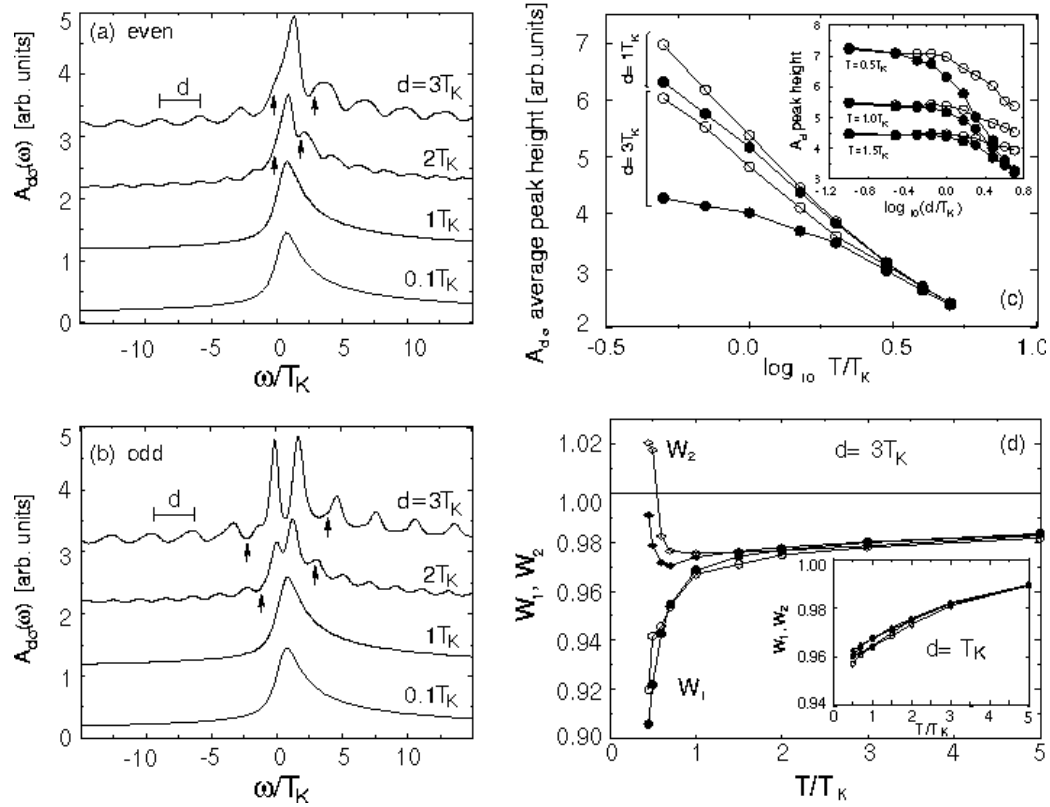 (a) even
A_dσ(ω) [arb. units]
5
4
3
2
1
0
d
d=3T_K
2T_K
1T_K
0.1T_K
-10
-5
0
5
10
ω/T_K
A_dσ average peak height [arb.units]
7
6
5
4
3
2
d=1T_K
d=3T_K
(c)
-0.5
0.0
0.5
1.0
log_10 T/T_K
A_d peak height
8
7
6
5
4
3
T=0.5T_K
T=1.0T_K
T=1.5T_K
-1.2
-0.8
-0.4
0.0
0.4
0.8
log_10(d/T_K)
(b) odd
A_dσ(ω) [arb. units]
5
4
3
2
1
0
d
d=3T_K
2T_K
1T_K
0.1T_K
-10
-5
0
5
10
ω/T_K
W_1, W_2
1.02
1.00
0.98
0.96
0.94
0.92
0.90
W_2
d= 3T_K
(d)
W_1
0
1
2
3
4
5
T/T_K
W_1, W_2
1.00
0.98
0.96
0.94
d= T_K
0
1
2
3
4
5
T/T_K